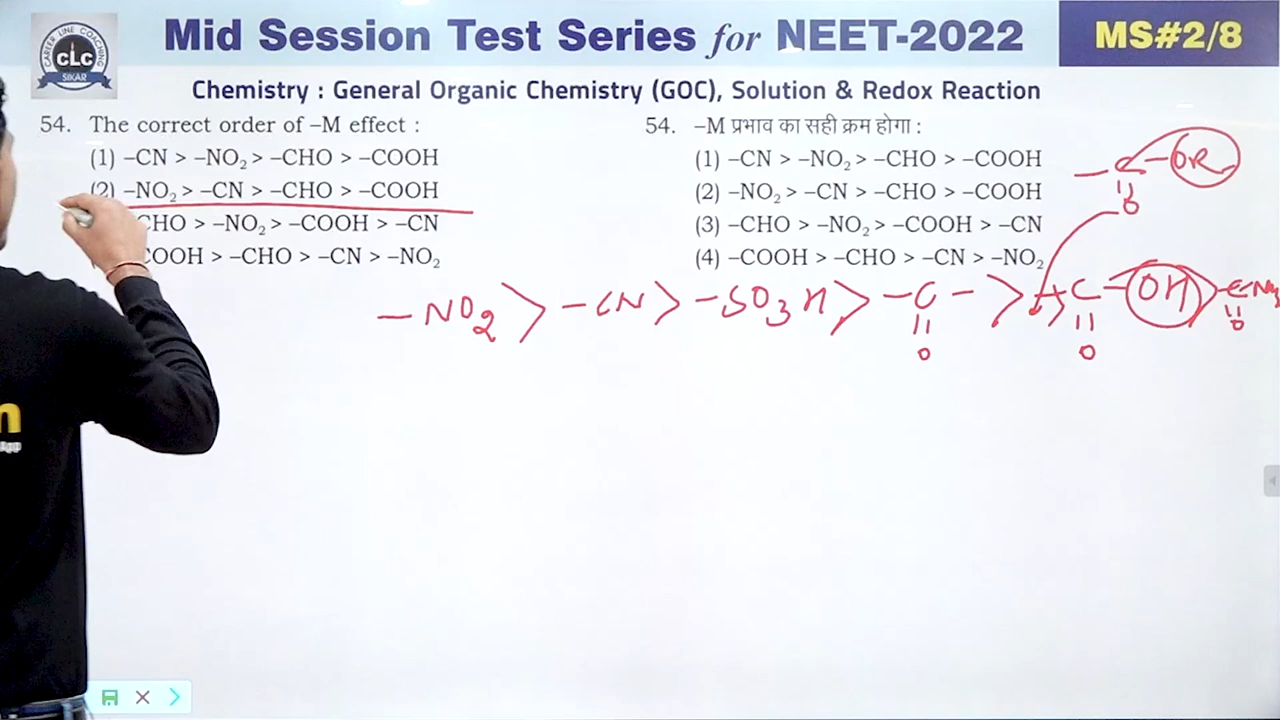 CAREER LINE COACHING
CLC
SIKAR
Mid Session Test Series for NEET-2022
MS#2/8
Chemistry : General Organic Chemistry (GOC), Solution & Redox Reaction
54. The correct order of –M effect :
(1) –CN > –NO₂ > –CHO > –COOH
(2) –NO₂ > –CN > –CHO > –COOH
CHO > –NO₂ > –COOH > –CN
COOH > –CHO > –CN > –NO₂
54. –M प्रभाव का सही क्रम होगा :
(1) –CN > –NO₂ > –CHO > –COOH
(2) –NO₂ > –CN > –CHO > –COOH
(3) –CHO > –NO₂ > –COOH > –CN
(4) –COOH > –CHO > –CN > –NO₂
–C–OR
||
O
–NO₂ > –CN > –SO₃H > –C– > –C–OH >
|| || ||
O O O
App